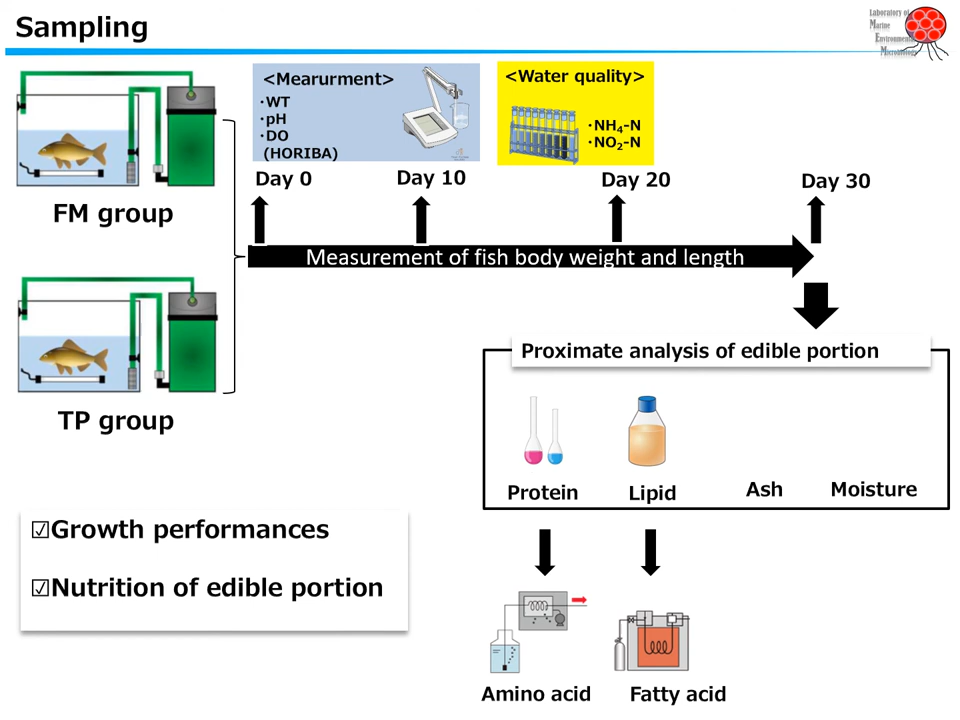 Sampling
Laboratory of
Marine
Environmental
Microbiology
<Mearurment>
・WT
・pH
・DO
(HORIBA)
<Water quality>
・NH₄-N
・NO₂-N
Day 0
Day 10
Day 20
Day 30
FM group
Measurement of fish body weight and length
TP group
Proximate analysis of edible portion
Protein
Lipid
Ash
Moisture
☑Growth performances
☑Nutrition of edible portion
Amino acid
Fatty acid